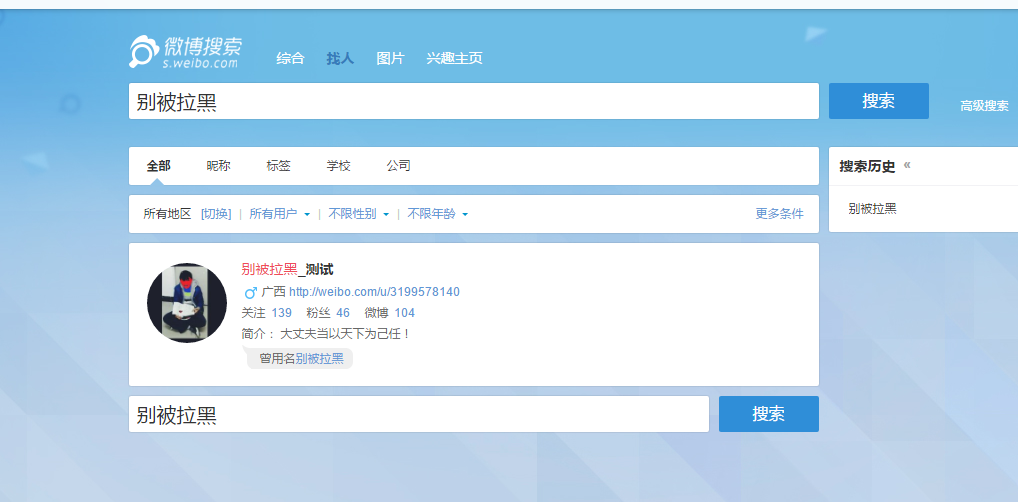 微博搜索
s.weibo.com
综合 找人 图片 兴趣主页
别被拉黑 搜索 高级搜索
全部 昵称 标签 学校 公司
搜索历史 «
所有地区 [切换] | 所有用户 | 不限性别 | 不限年龄 更多条件
别被拉黑
别被拉黑_测试
广西 http://weibo.com/u/3199578140
关注 139 粉丝 46 微博 104
简介： 大丈夫当以天下为己任！
曾用名别被拉黑
别被拉黑 搜索